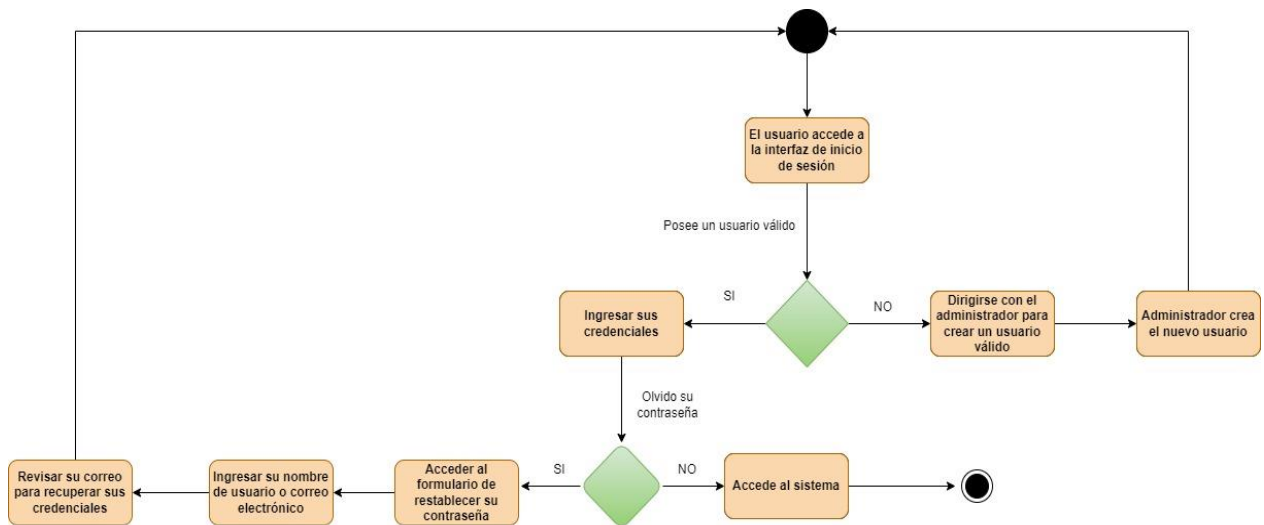 El usuario accede a
la interfaz de inicio
de sesión
Posee un usuario válido
SI
NO
Ingresar sus
credenciales
Dirigirse con el
administrador para
crear un usuario
válido
Administrador crea
el nuevo usuario
Olvido su
contraseña
Revisar su correo
para recuperar sus
credenciales
Ingresar su nombre
de usuario o correo
electrónico
Acceder al
formulario de
restablecer su
contraseña
SI
NO
Accede al sistema